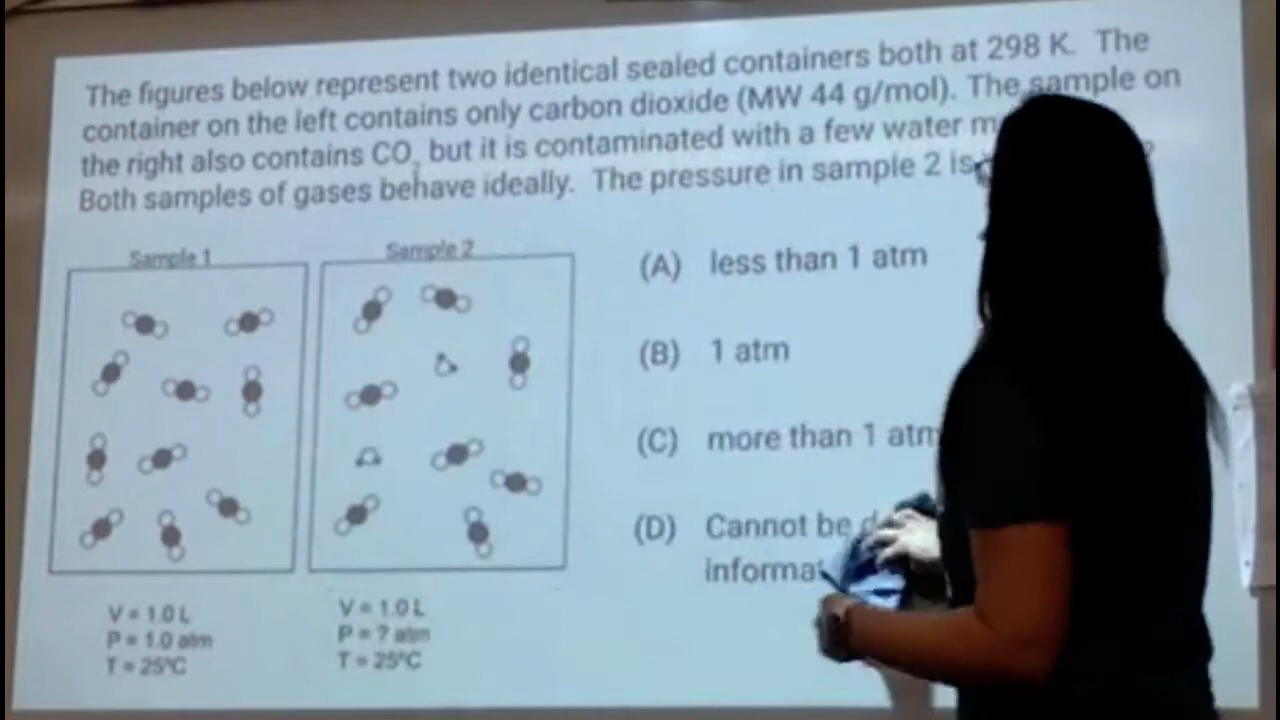 The figures below represent two identical sealed containers both at 298 K. The
container on the left contains only carbon dioxide (MW 44 g/mol). The sample on
the right also contains CO₂ but it is contaminated with a few water
Both samples of gases behave ideally. The pressure in sample 2 is
Sample 1
Sample 2
(A) less than 1 atm
(B) 1 atm
(C) more than 1 atm
(D) Cannot be
V = 1.0 L
P = 1.0 atm
T = 25°C
V = 1.0 L
P = ? atm
T = 25°C